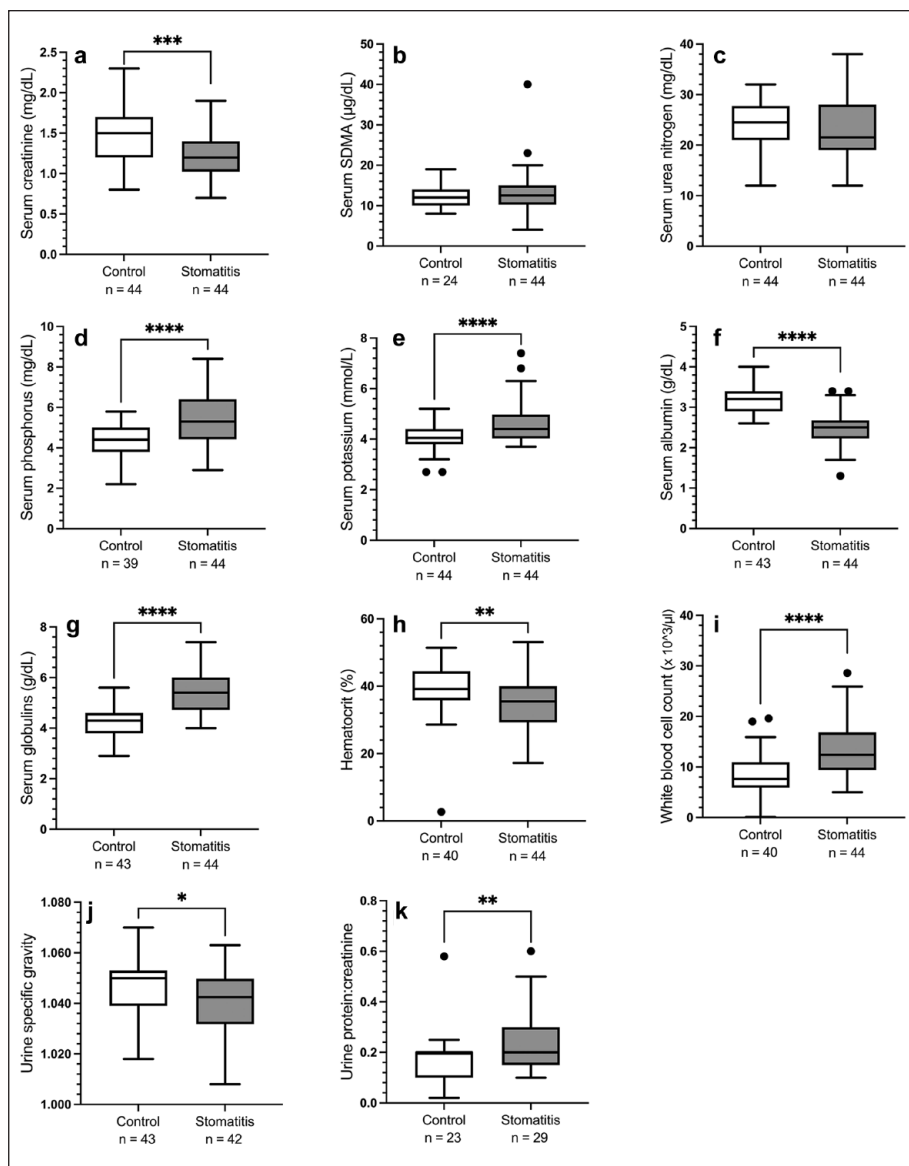 a
***
Serum creatinine (mg/dL)
2.5
2.0
1.5
1.0
0.5
0.0
Control
n = 44
Stomatitis
n = 44
b
Serum SDMA (µg/dL)
50
40
30
20
10
0
Control
n = 24
Stomatitis
n = 44
c
Serum urea nitrogen (mg/dL)
40
30
20
10
0
Control
n = 44
Stomatitis
n = 44
d
****
Serum phosphorus (mg/dL)
10
8
6
4
2
0
Control
n = 39
Stomatitis
n = 44
e
****
Serum potassium (mmol/L)
8
6
4
2
0
Control
n = 44
Stomatitis
n = 44
f
****
Serum albumin (g/dL)
5
4
3
2
1
0
Control
n = 43
Stomatitis
n = 44
g
****
Serum globulins (g/dL)
8
6
4
2
0
Control
n = 43
Stomatitis
n = 44
h
**
Hematocrit (%)
60
40
20
0
Control
n = 40
Stomatitis
n = 44
i
****
White blood cell count (x 10^3/µl)
40
30
20
10
0
Control
n = 40
Stomatitis
n = 44
j
*
Urine specific gravity
1.080
1.060
1.040
1.020
1.000
Control
n = 43
Stomatitis
n = 42
k
**
Urine protein:creatinine
0.8
0.6
0.4
0.2
0.0
Control
n = 23
Stomatitis
n = 29